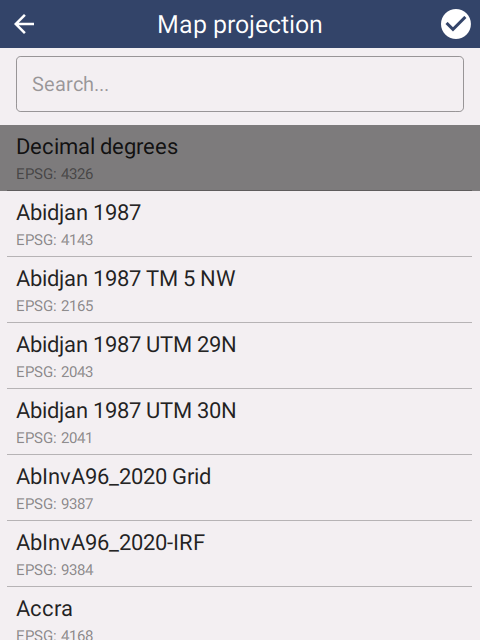 Map projection
Search...
Decimal degrees
EPSG: 4326
Abidjan 1987
EPSG: 4143
Abidjan 1987 TM 5 NW
EPSG: 2165
Abidjan 1987 UTM 29N
EPSG: 2043
Abidjan 1987 UTM 30N
EPSG: 2041
AbInvA96_2020 Grid
EPSG: 9387
AbInvA96_2020-IRF
EPSG: 9384
Accra
EPSG: 4168